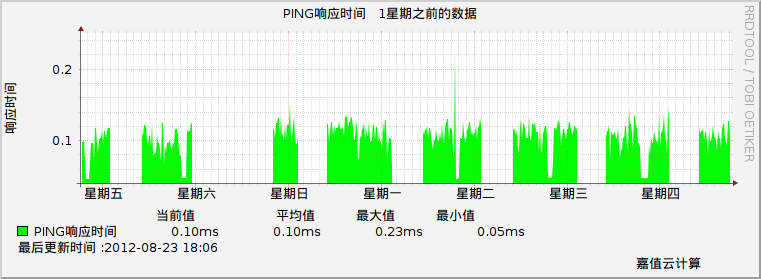 PING响应时间 1星期之前的数据
RRDTOOL / TOBI OETIKER
响应时间
0.2
0.1
星期五 星期六 星期日 星期一 星期二 星期三 星期四
当前值 平均值 最大值 最小值
PING响应时间 0.10ms 0.10ms 0.23ms 0.05ms
最后更新时间 :2012-08-23 18:06
嘉值云计算